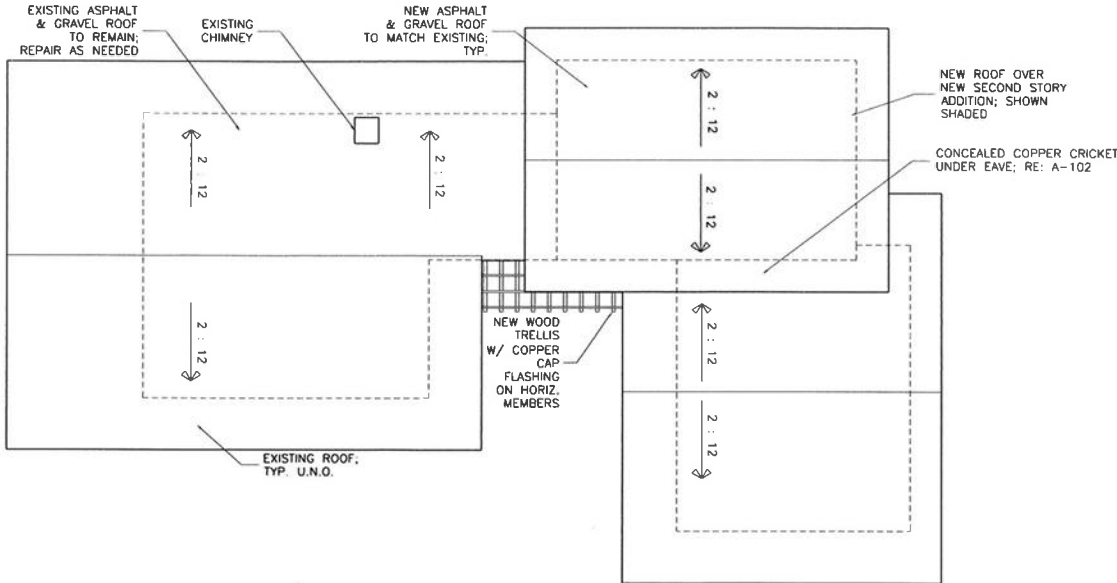 EXISTING ASPHALT
& GRAVEL ROOF
TO REMAIN;
REPAIR AS NEEDED
EXISTING
CHIMNEY
NEW ASPHALT
& GRAVEL ROOF
TO MATCH EXISTING;
TYP.
NEW ROOF OVER
NEW SECOND STORY
ADDITION; SHOWN
SHADED
CONCEALED COPPER CRICKET
UNDER EAVE; RE: A-102
2 : 12
2 : 12
2 : 12
2 : 12
2 : 12
2 : 12
2 : 12
NEW WOOD
TRELLIS
W/ COPPER
CAP
FLASHING
ON HORIZ.
MEMBERS
EXISTING ROOF;
TYP. U.N.O.